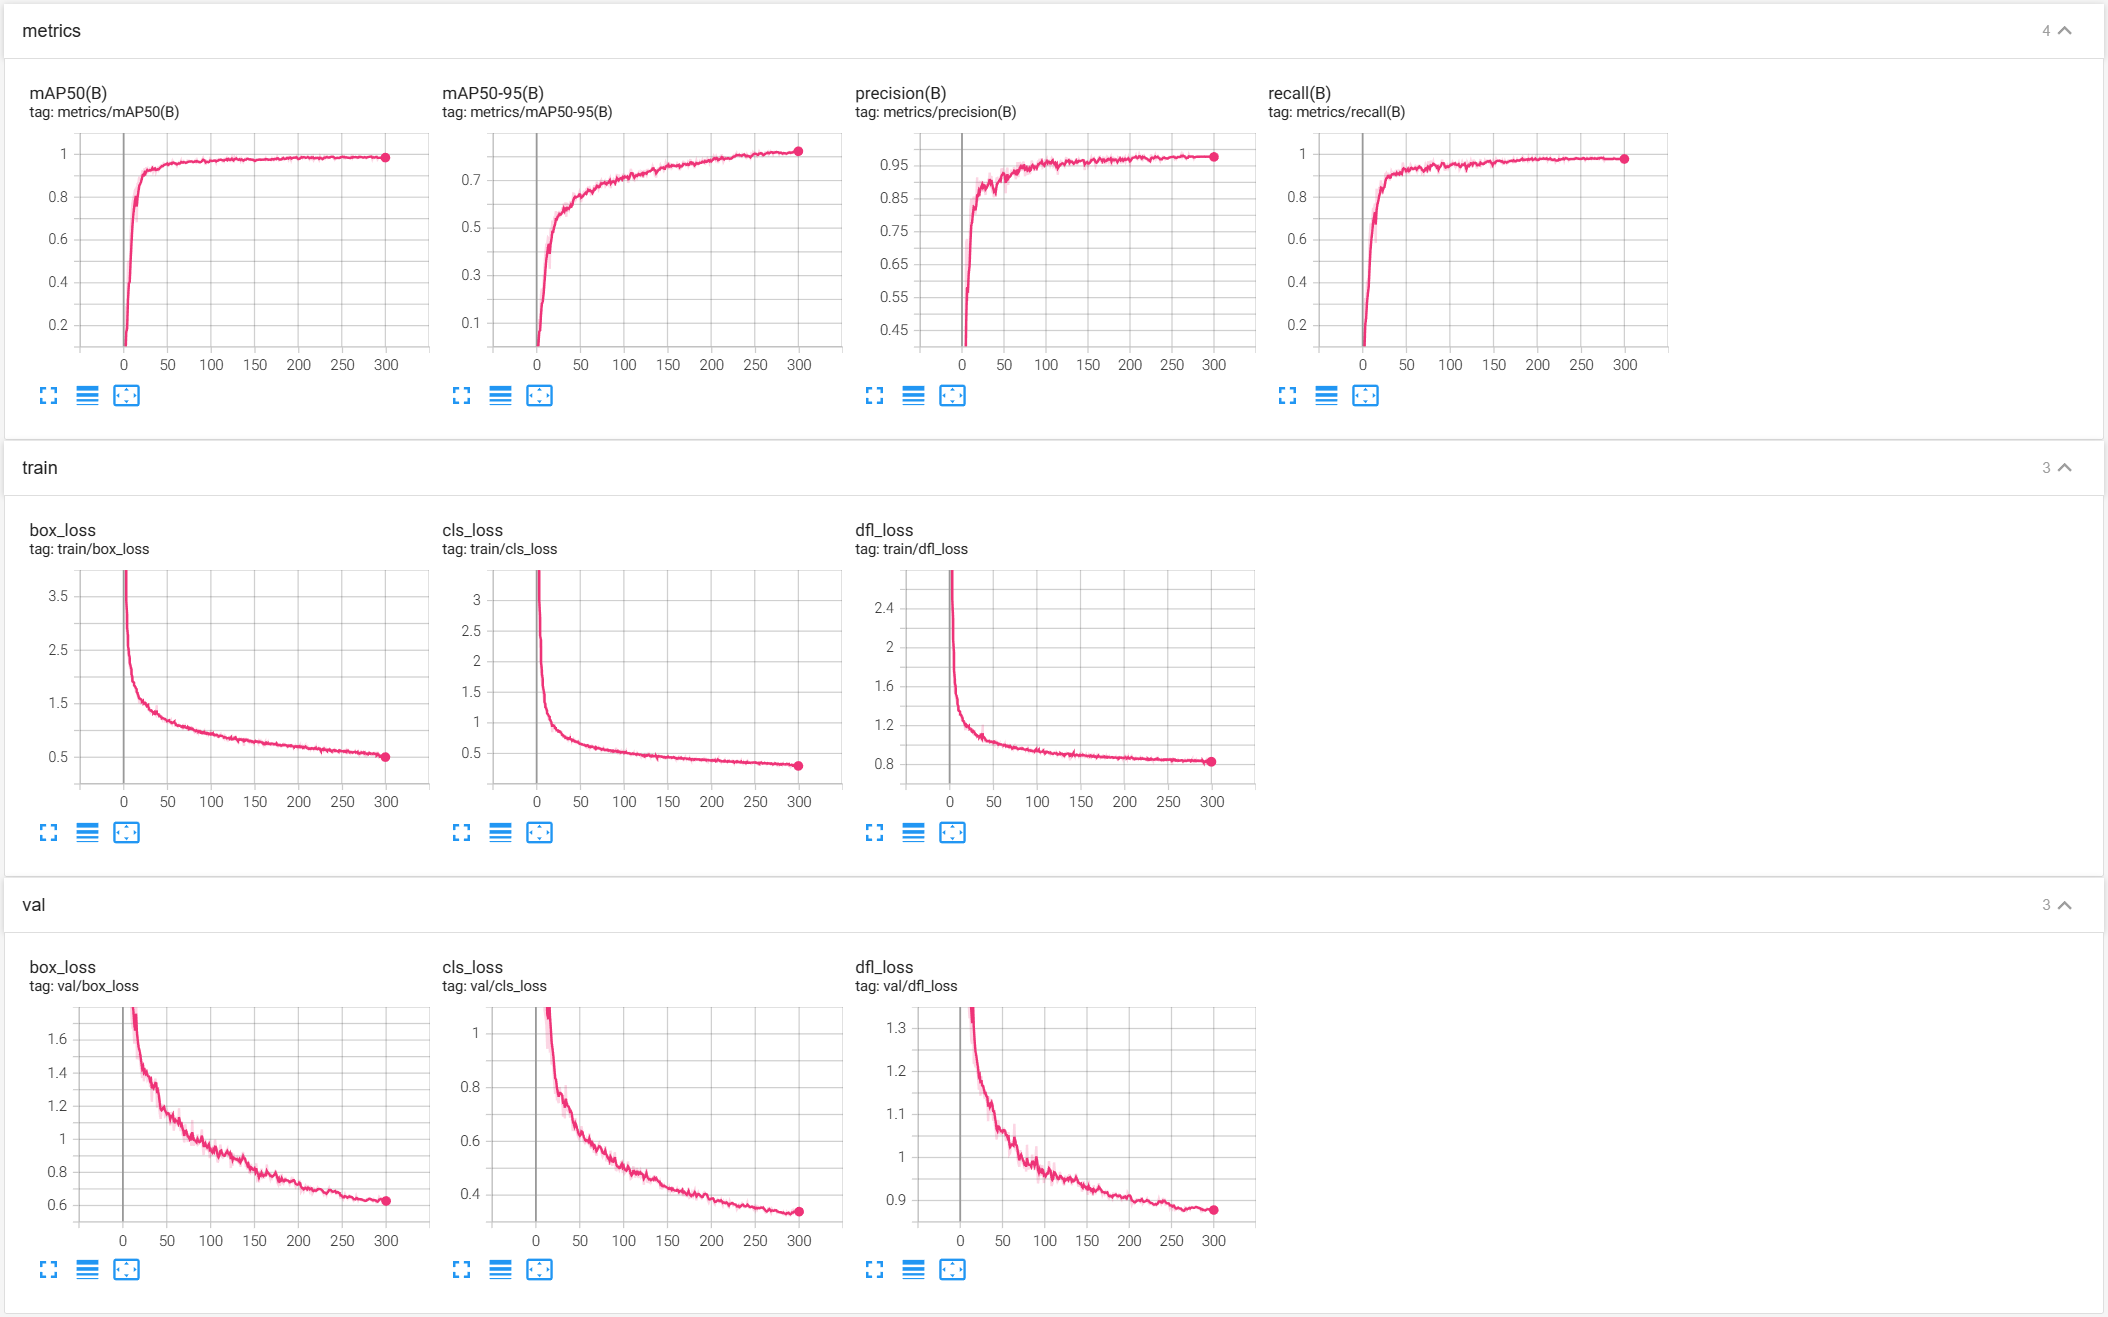 metrics
4
mAP50(B)
tag: metrics/mAP50(B)
1
0.8
0.6
0.4
0.2
0 50 100 150 200 250 300
mAP50-95(B)
tag: metrics/mAP50-95(B)
0.7
0.5
0.3
0.1
0 50 100 150 200 250 300
precision(B)
tag: metrics/precision(B)
0.95
0.85
0.75
0.65
0.55
0.45
0 50 100 150 200 250 300
recall(B)
tag: metrics/recall(B)
1
0.8
0.6
0.4
0.2
0 50 100 150 200 250 300
train
3
box_loss
tag: train/box_loss
3.5
2.5
1.5
0.5
0 50 100 150 200 250 300
cls_loss
tag: train/cls_loss
3
2.5
2
1.5
1
0.5
0 50 100 150 200 250 300
dfl_loss
tag: train/dfl_loss
2.4
2
1.6
1.2
0.8
0 50 100 150 200 250 300
val
3
box_loss
tag: val/box_loss
1.6
1.4
1.2
1
0.8
0.6
0 50 100 150 200 250 300
cls_loss
tag: val/cls_loss
1
0.8
0.6
0.4
0 50 100 150 200 250 300
dfl_loss
tag: val/dfl_loss
1.3
1.2
1.1
1
0.9
0 50 100 150 200 250 300